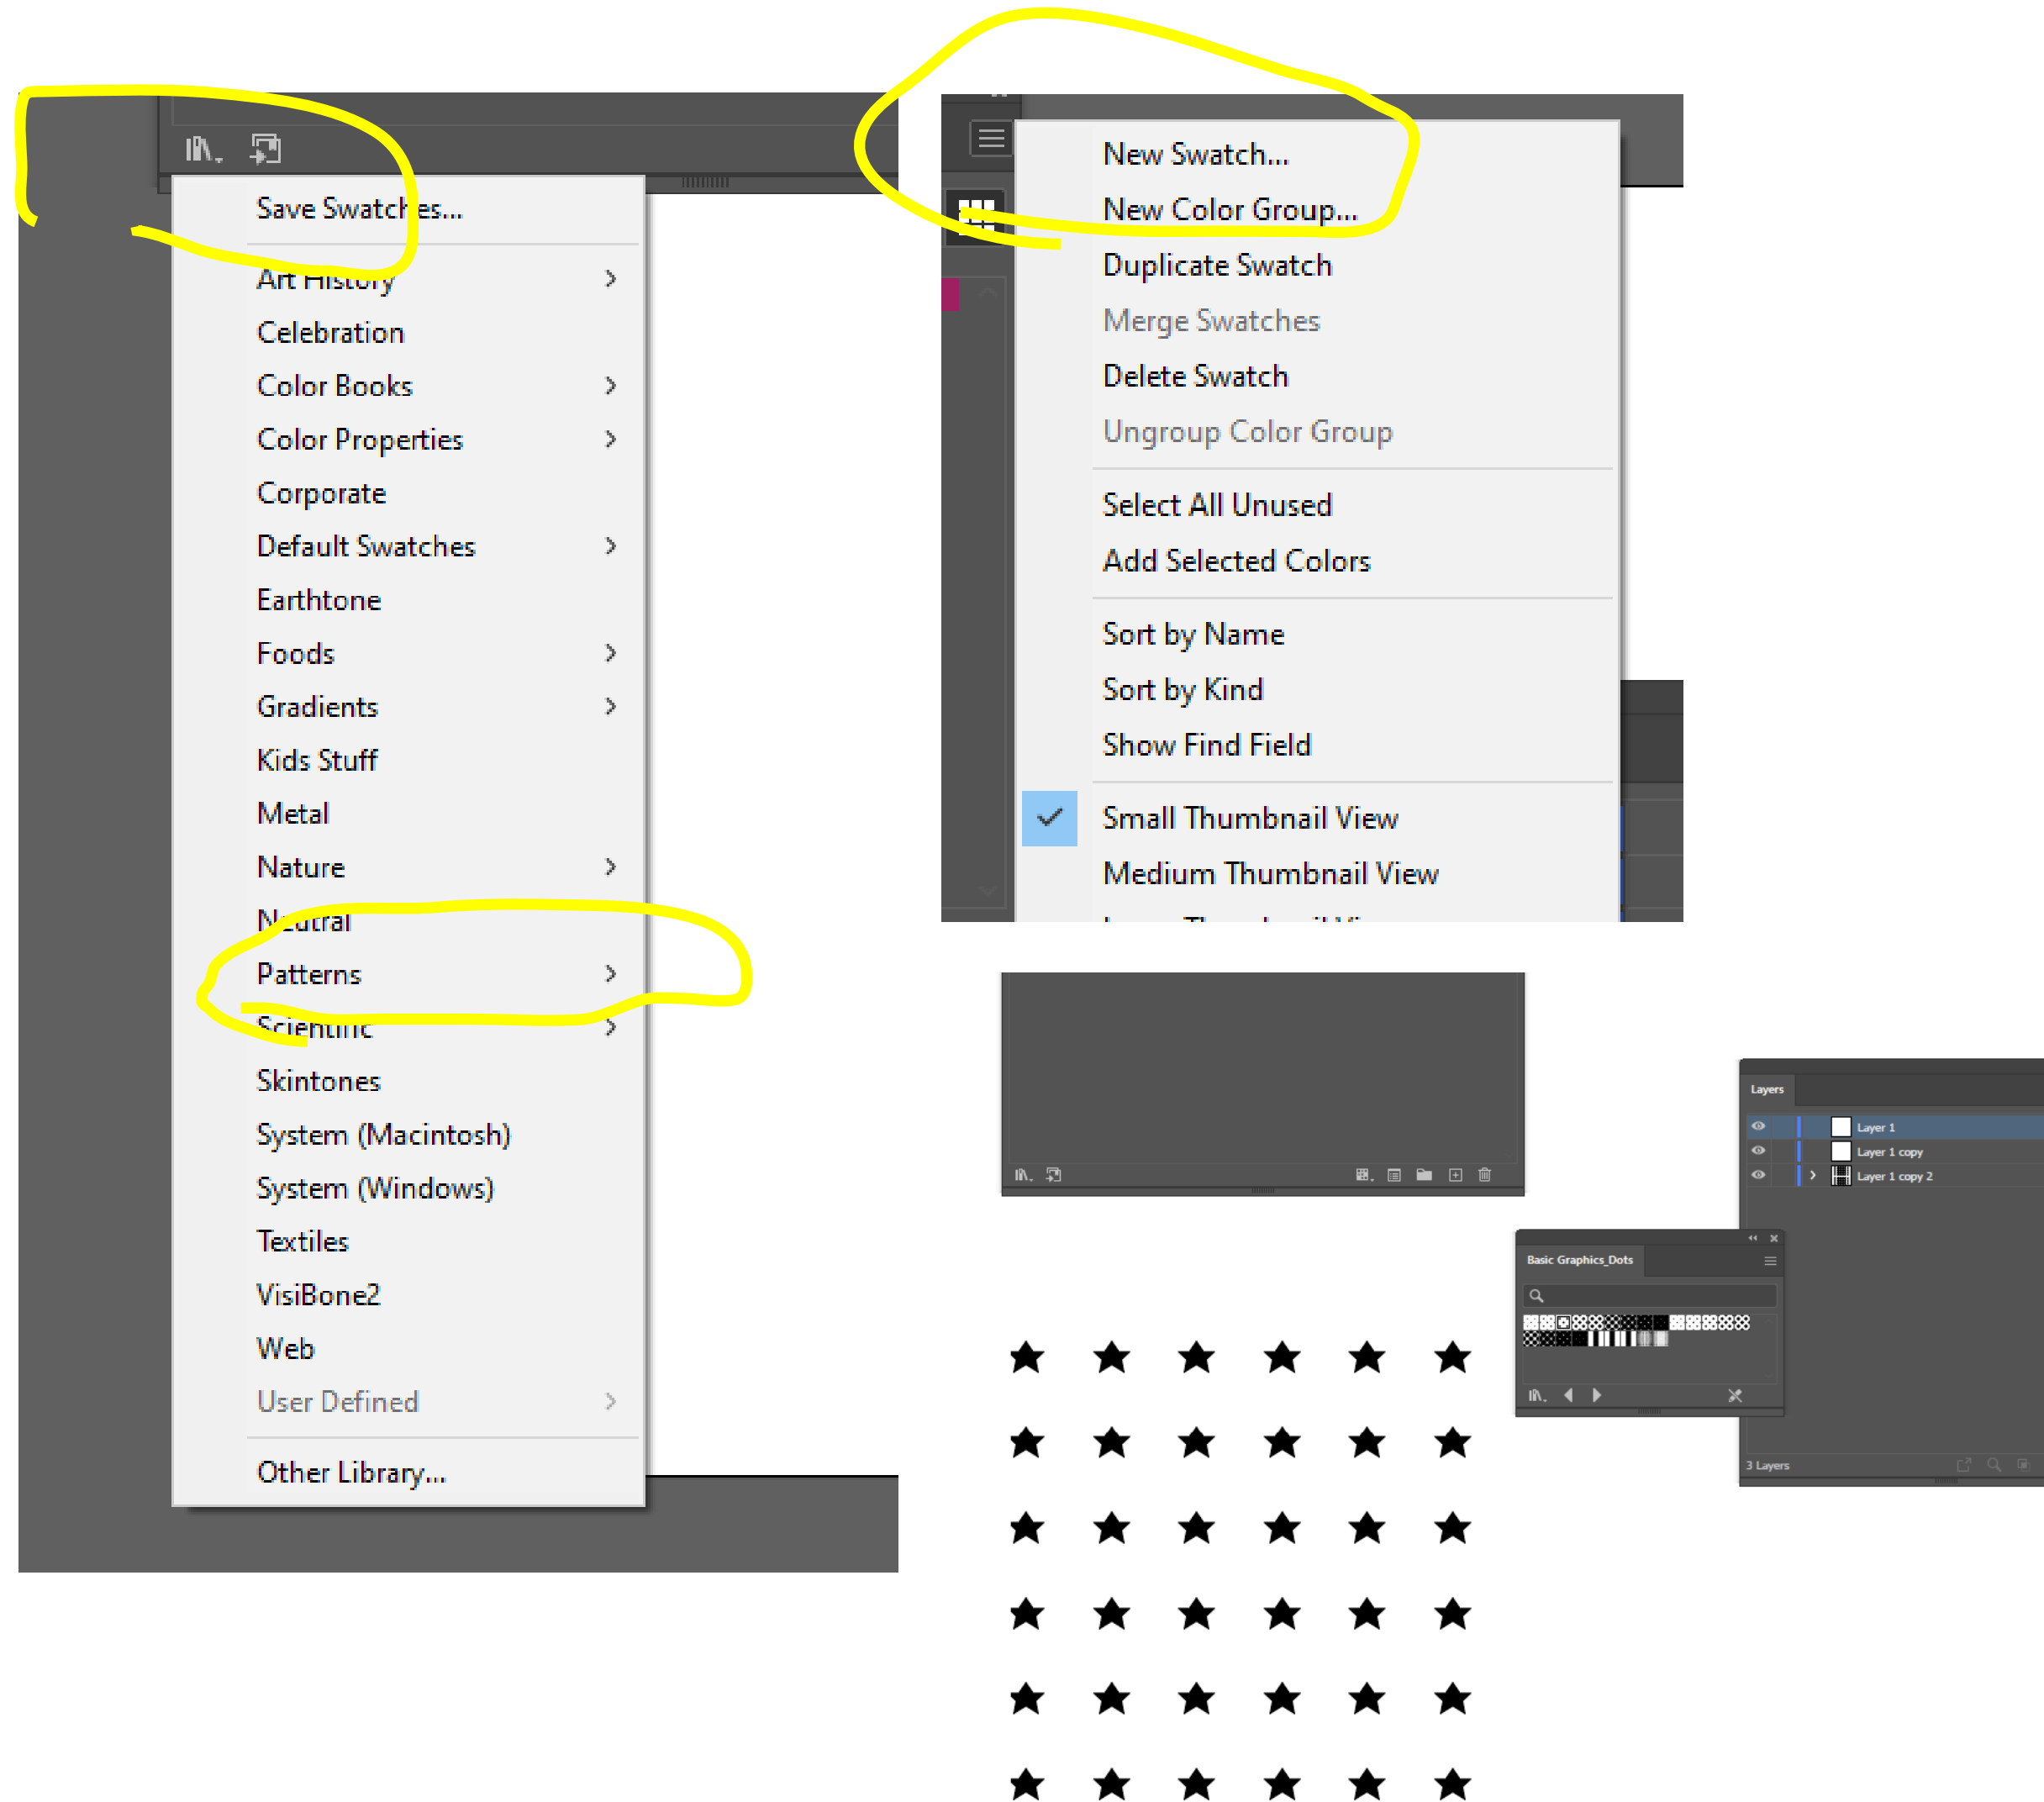 Save Swatches...
Art History
Celebration
Color Books
Color Properties
Corporate
Default Swatches
Earthtone
Foods
Gradients
Kids Stuff
Metal
Nature
Neutral
Patterns
Scientific
Skintones
System (Macintosh)
System (Windows)
Textiles
VisiBone2
Web
User Defined
Other Library...
New Swatch...
New Color Group...
Duplicate Swatch
Merge Swatches
Delete Swatch
Ungroup Color Group
Select All Unused
Add Selected Colors
Sort by Name
Sort by Kind
Show Find Field
Small Thumbnail View
Medium Thumbnail View
Layers
Layer 1
Layer 1 copy
Layer 1 copy 2
Basic Graphics_Dots
3 Layers